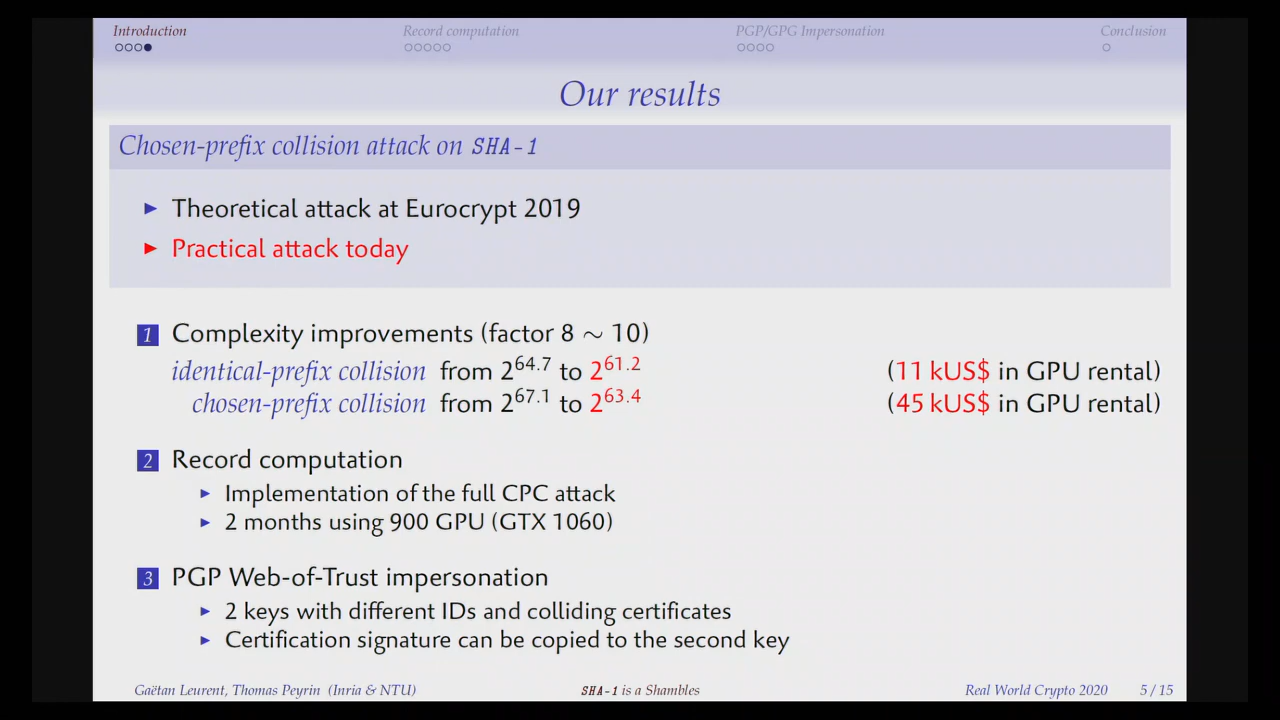 Introduction Record computation PGP/GPG Impersonation Conclusion
Our results
Chosen-prefix collision attack on SHA-1
▶ Theoretical attack at Eurocrypt 2019
▶ Practical attack today
1 Complexity improvements (factor 8 ∼ 10)
identical-prefix collision from 2^64.7 to 2^61.2 (11 kUS$ in GPU rental)
chosen-prefix collision from 2^67.1 to 2^63.4 (45 kUS$ in GPU rental)
2 Record computation
▶ Implementation of the full CPC attack
▶ 2 months using 900 GPU (GTX 1060)
3 PGP Web-of-Trust impersonation
▶ 2 keys with different IDs and colliding certificates
▶ Certification signature can be copied to the second key
Gaëtan Leurent, Thomas Peyrin (Inria & NTU) SHA-1 is a Shambles Real World Crypto 2020 5 / 15